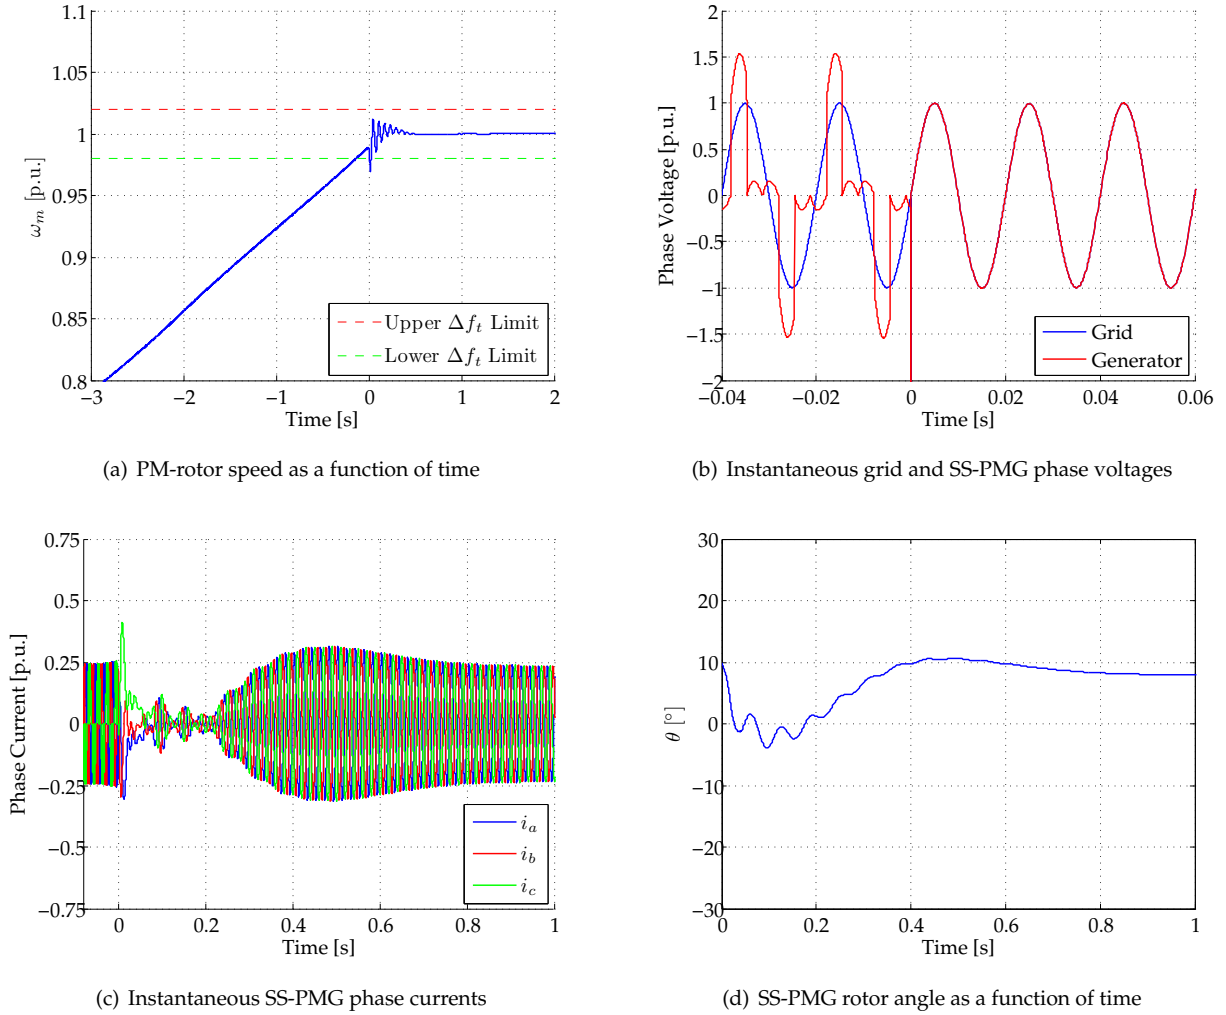 1.1
1.05
1
0.95
0.9
0.85
0.8
ωm [p.u.]
Upper Δft Limit
Lower Δft Limit
−3 −2 −1 0 1 2
Time [s]
(a) PM-rotor speed as a function of time
2
1.5
1
0.5
0
−0.5
−1
−1.5
−2
Phase Voltage [p.u.]
Grid
Generator
−0.04 −0.02 0 0.02 0.04 0.06
Time [s]
(b) Instantaneous grid and SS-PMG phase voltages
0.75
0.5
0.25
0
−0.25
−0.5
−0.75
Phase Current [p.u.]
ia
ib
ic
0 0.2 0.4 0.6 0.8 1
Time [s]
(c) Instantaneous SS-PMG phase currents
30
20
10
0
−10
−20
−30
θ [°]
0 0.2 0.4 0.6 0.8 1
Time [s]
(d) SS-PMG rotor angle as a function of time